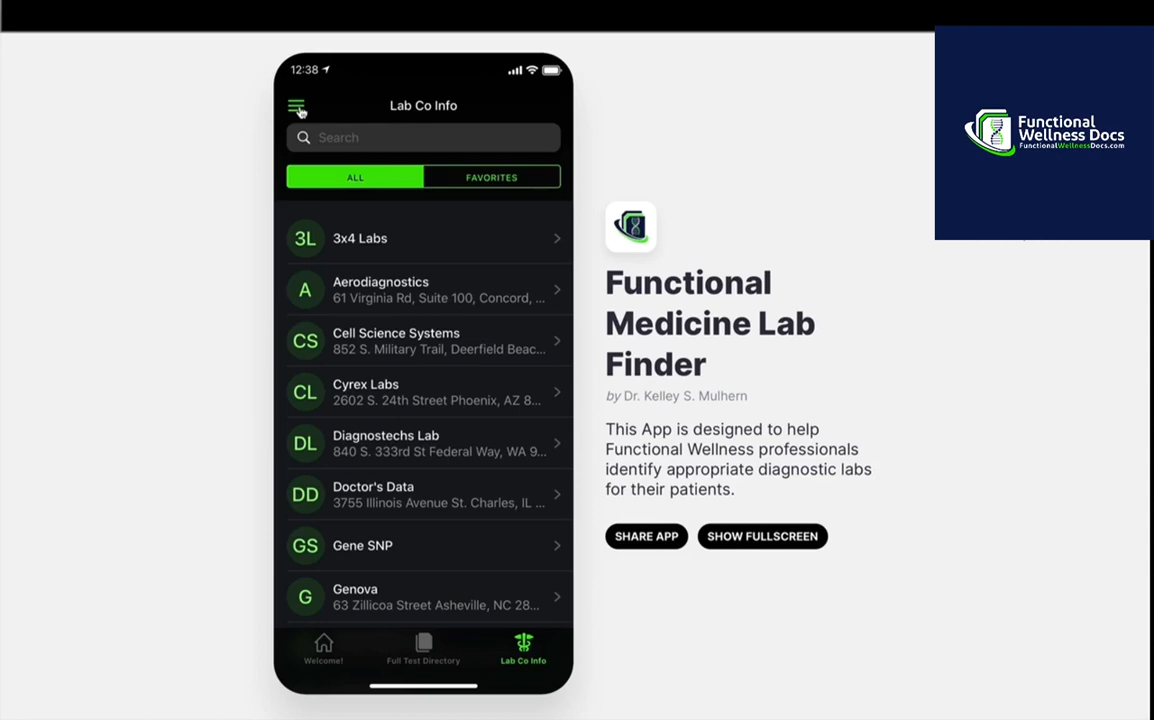 12:38
Lab Co Info
Search
ALL
FAVORITES
3L
3x4 Labs
A
Aerodiagnostics
61 Virginia Rd, Suite 100, Concord, ...
CS
Cell Science Systems
852 S. Military Trail, Deerfield Beac...
CL
Cyrex Labs
2602 S. 24th Street Phoenix, AZ 8...
DL
Diagnostechs Lab
840 S. 333rd St Federal Way, WA 9...
DD
Doctor's Data
3755 Illinois Avenue St. Charles, IL ...
GS
Gene SNP
G
Genova
63 Zillicoa Street Asheville, NC 28...
Welcome!
Full Test Directory
Lab Co Info
Functional
Medicine Lab
Finder
by Dr. Kelley S. Mulhern
This App is designed to help
Functional Wellness professionals
identify appropriate diagnostic labs
for their patients.
SHARE APP
SHOW FULLSCREEN
Functional
Wellness Docs
FunctionalWellnessDocs.com